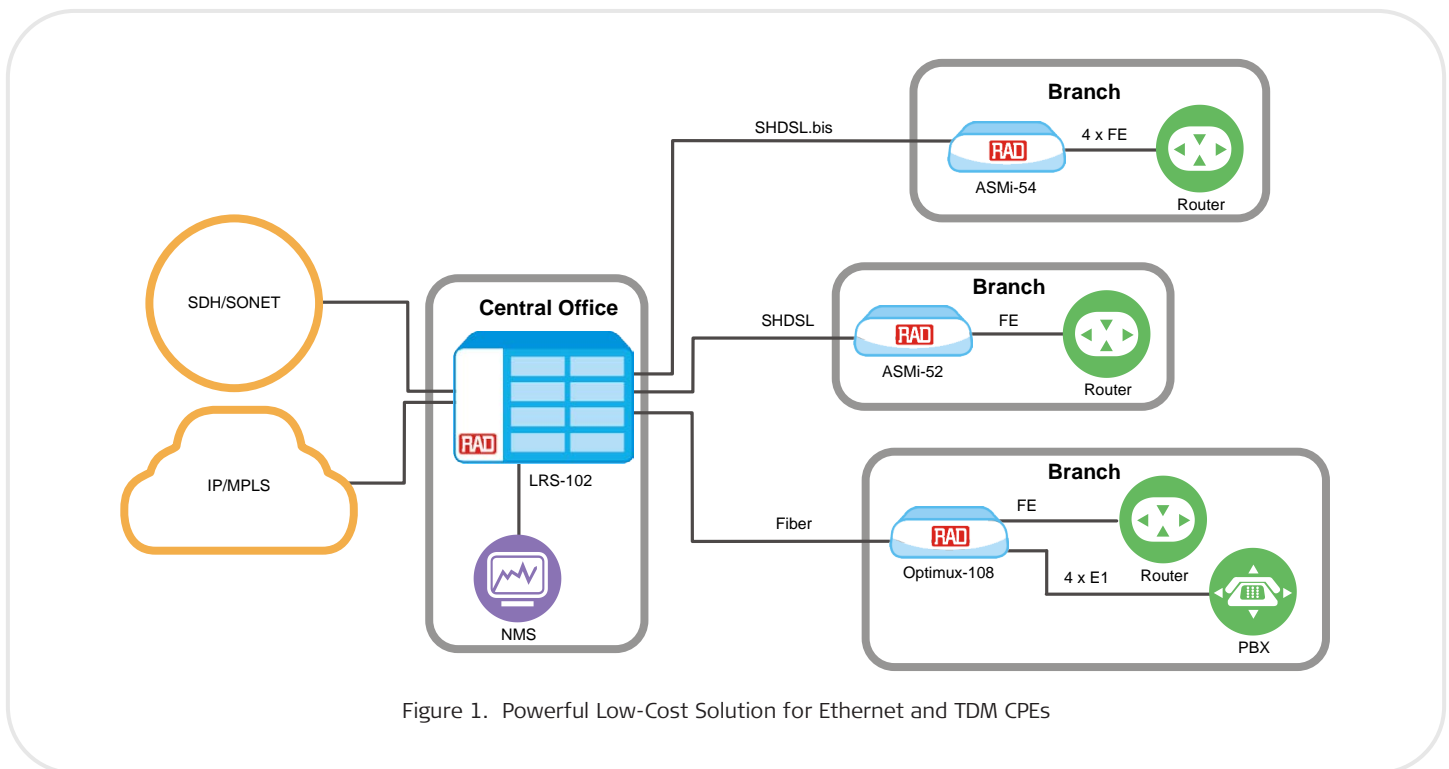 Branch
SHDSL.bis
RAD
4 x FE
ASMi-54
Router
SDH/SONET
Central Office
Branch
SHDSL
RAD
FE
ASMi-52
Router
RAD
LRS-102
IP/MPLS
NMS
Branch
Fiber
RAD
FE
Optimux-108
Router
4 x E1
PBX
Figure 1. Powerful Low-Cost Solution for Ethernet and TDM CPEs